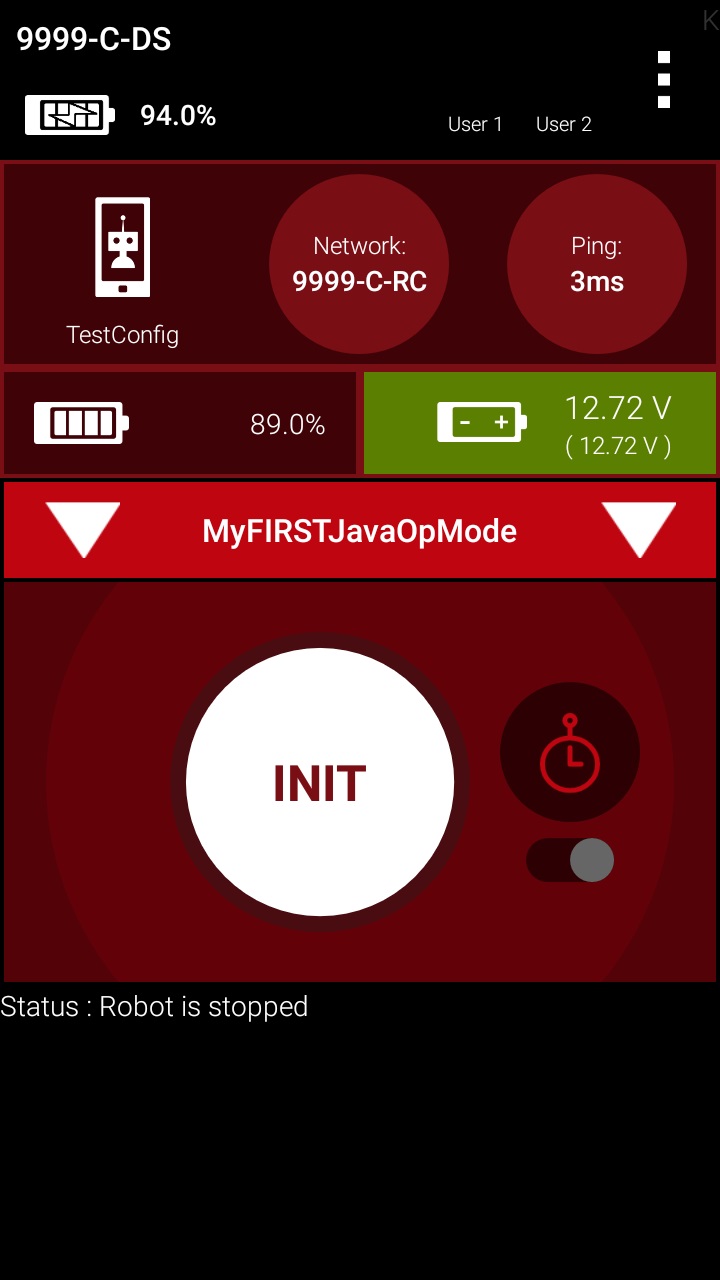 K
9999-C-DS
94.0%
User 1 User 2
Network:
9999-C-RC
Ping:
3ms
TestConfig
89.0%
12.72 V
( 12.72 V )
MyFIRSTJavaOpMode
INIT
Status : Robot is stopped